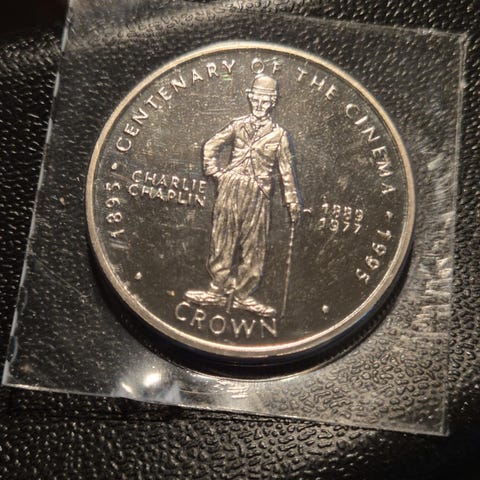 1895 • CENTENARY OF THE CINEMA • 1995
CHARLIE
CHAPLIN
1889
1977
CROWN